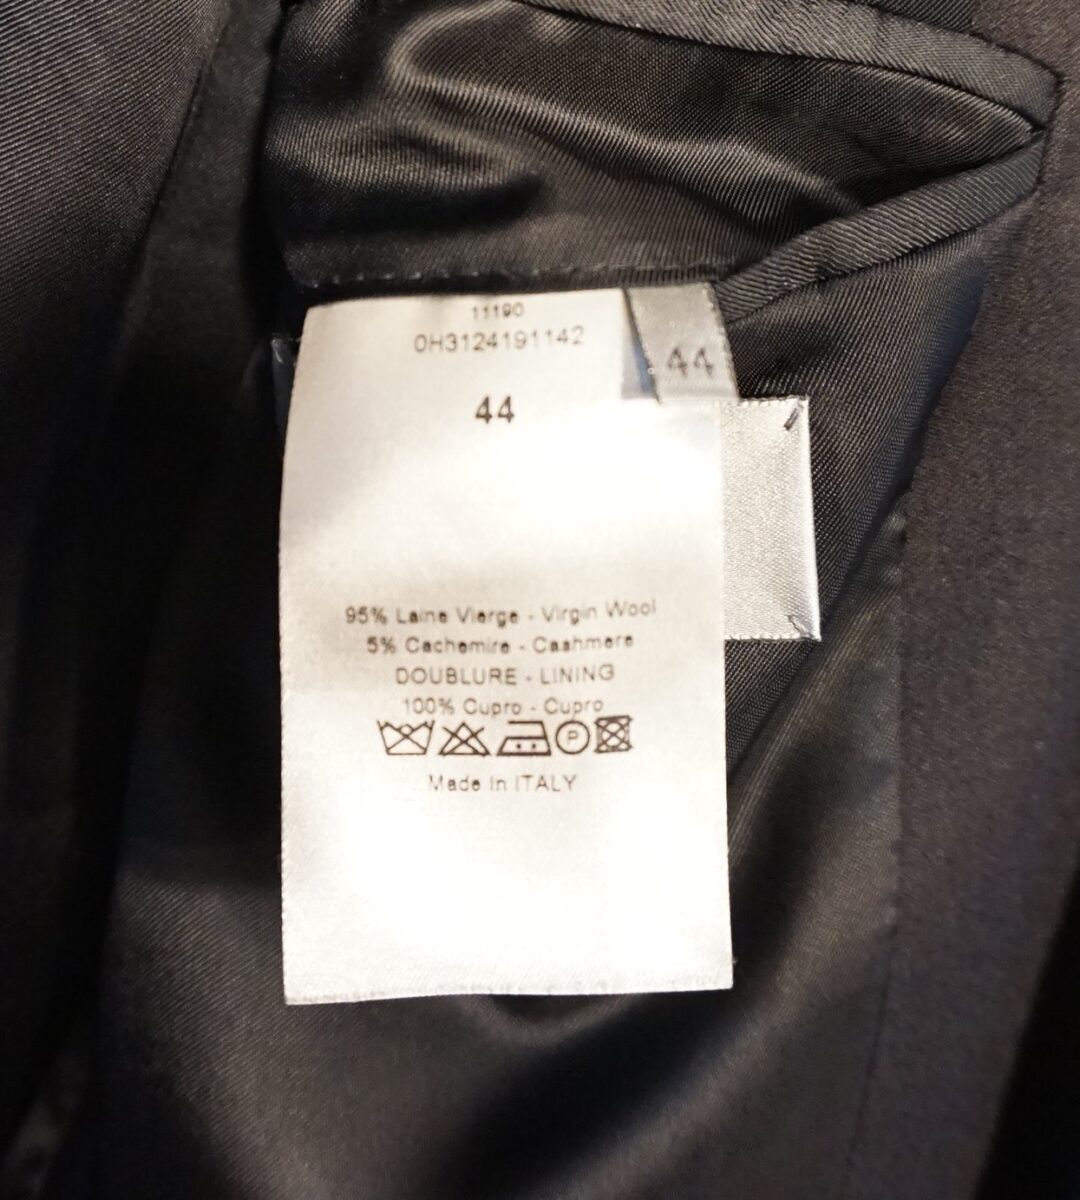 11190
0H3124191142
44
44
95% Laine Vierge - Virgin Wool
5% Cachemire - Cashmere
DOUBLURE - LINING
100% Cupro - Cupro
P
Made in ITALY